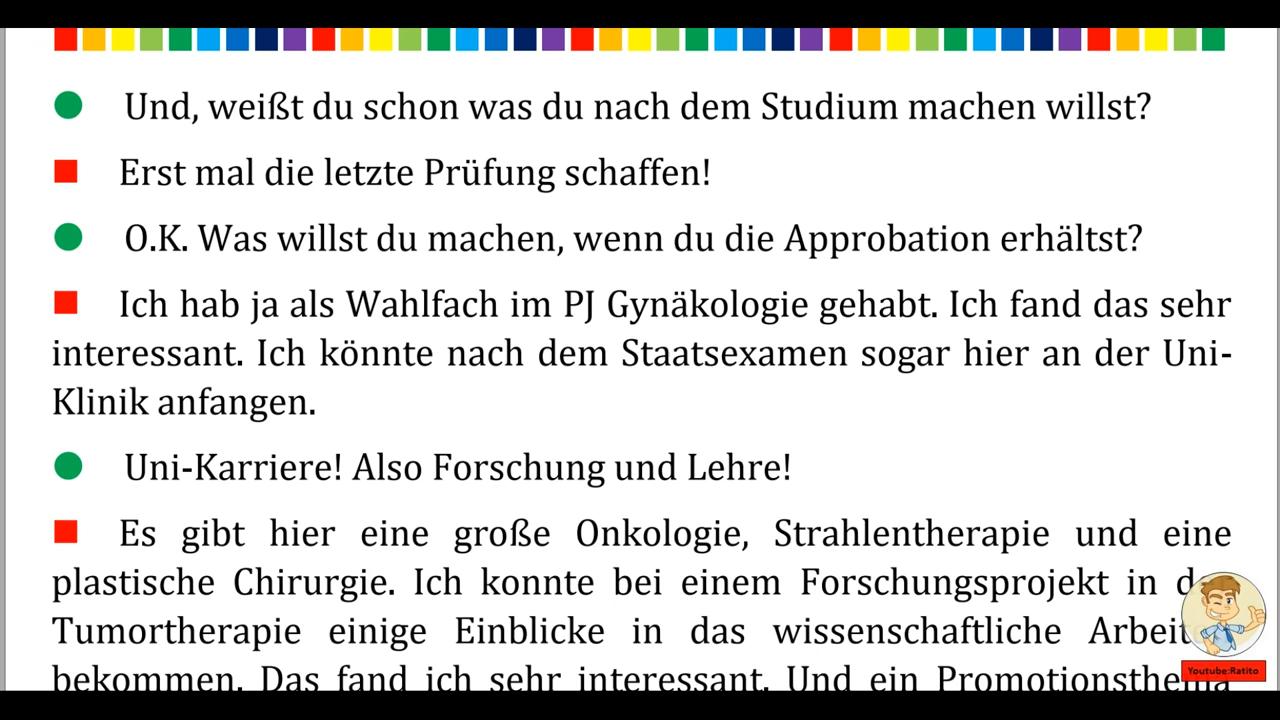 Und, weißt du schon was du nach dem Studium machen willst?
Erst mal die letzte Prüfung schaffen!
O.K. Was willst du machen, wenn du die Approbation erhältst?
Ich hab ja als Wahlfach im PJ Gynäkologie gehabt. Ich fand das sehr
interessant. Ich könnte nach dem Staatsexamen sogar hier an der Uni-
Klinik anfangen.
Uni-Karriere! Also Forschung und Lehre!
Es gibt hier eine große Onkologie, Strahlentherapie und eine
plastische Chirurgie. Ich konnte bei einem Forschungsprojekt in
Tumortherapie einige Einblicke in das wissenschaftliche
bekommen. Das fand ich sehr interessant. Und ein Promotionsthema
Youtube:Ratito